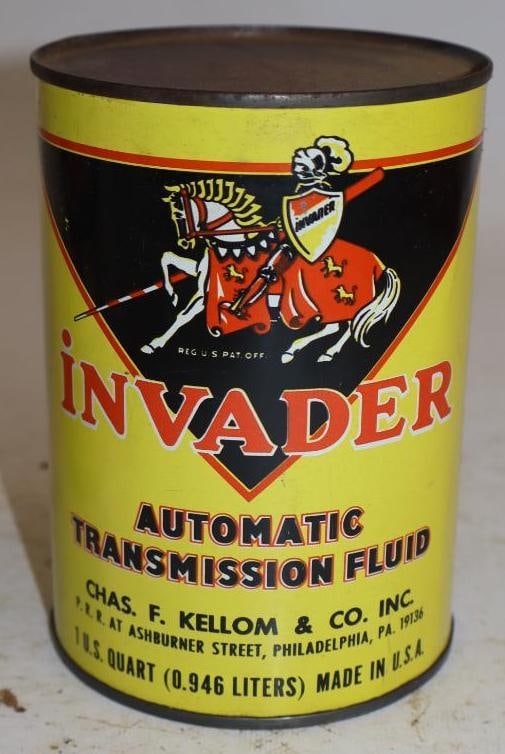 iNVADER
REG U S PAT. OFF.
iNVADER
AUTOMATIC
TRANSMISSION FLUID
CHAS. F. KELLOM & CO. INC.
P. R. R. AT ASHBURNER STREET, PHILADELPHIA, PA. 19136
1 U.S. QUART (0.946 LITERS) MADE IN U.S.A.